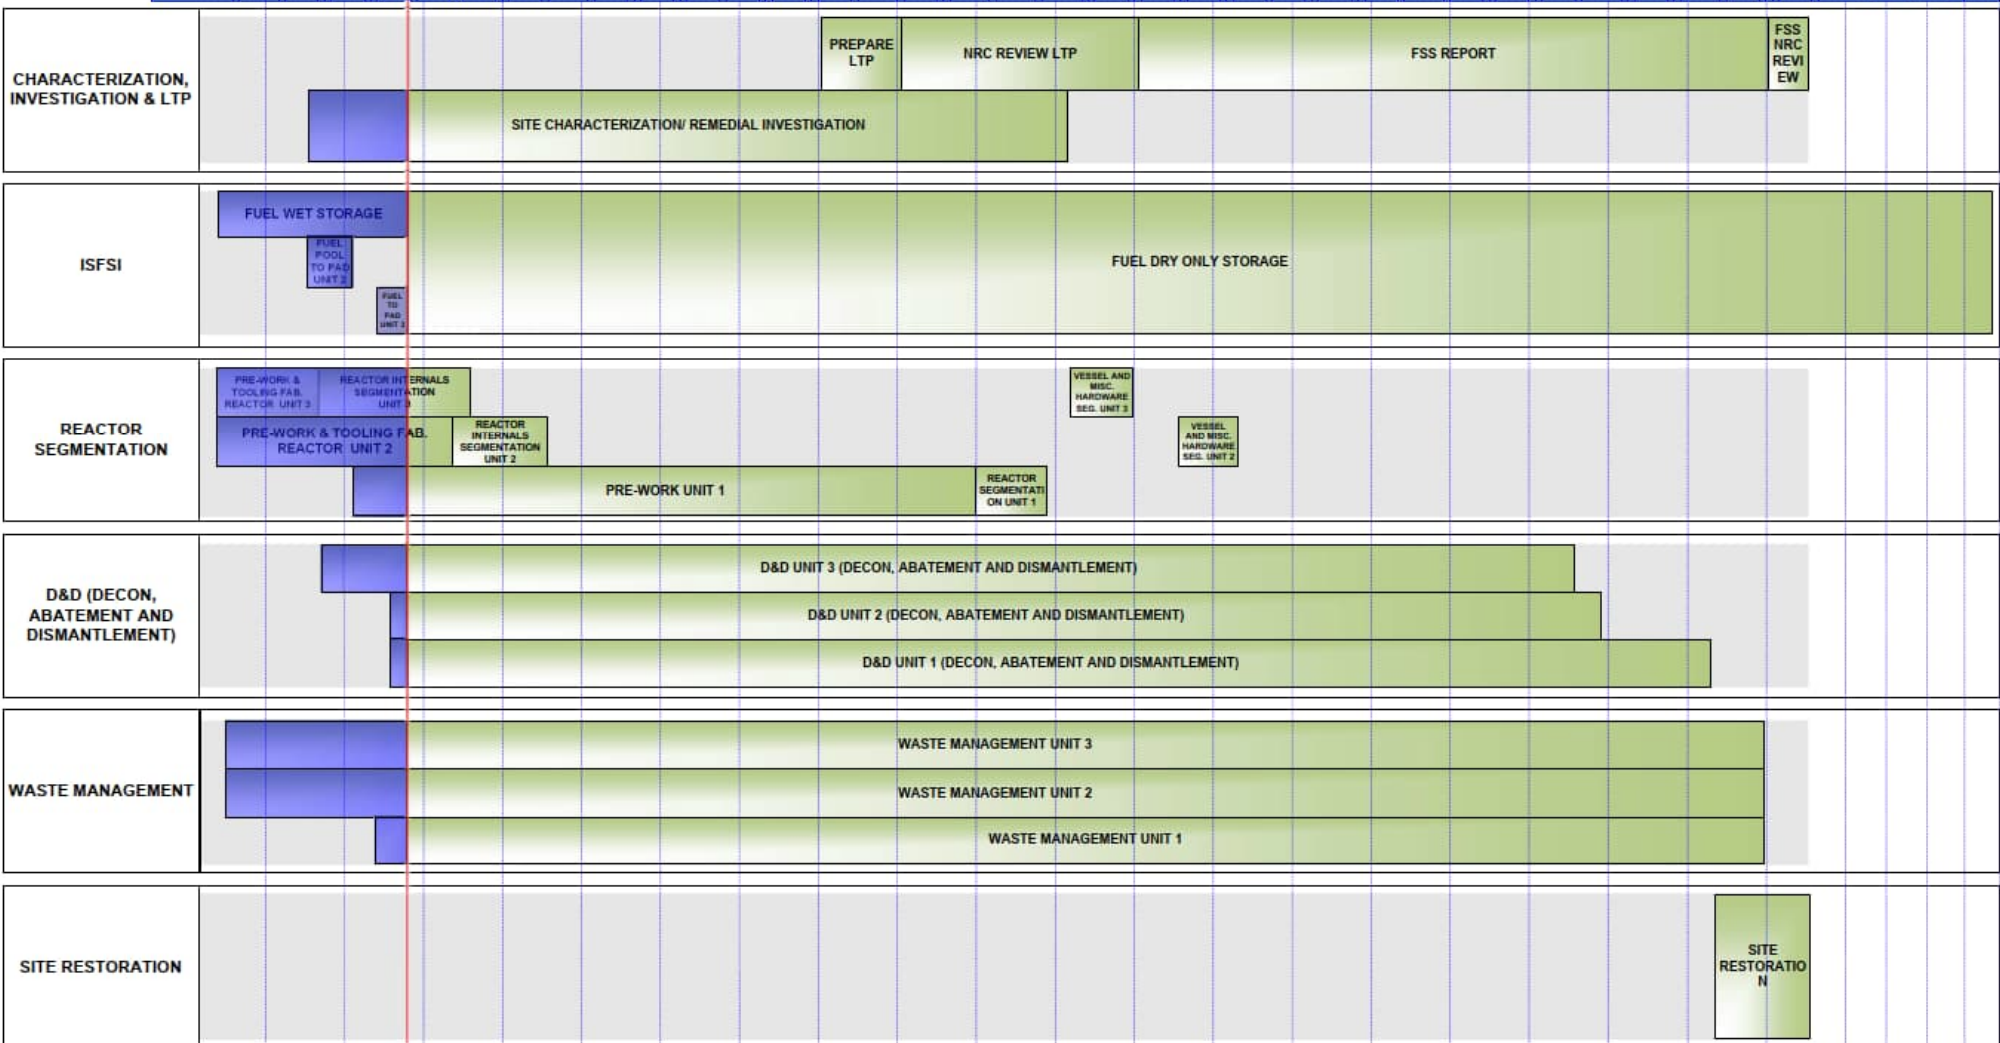 CHARACTERIZATION,
INVESTIGATION & LTP
PREPARE
LTP
NRC REVIEW LTP
FSS REPORT
FSS
NRC
REVI
EW
SITE CHARACTERIZATION/ REMEDIAL INVESTIGATION
ISFSI
FUEL WET STORAGE
FUEL
POOL
TO PAD
UNIT 2
FUEL
TO
PAD
UNIT 3
FUEL DRY ONLY STORAGE
REACTOR
SEGMENTATION
PRE-WORK &
TOOLING FAB.
REACTOR UNIT 3
REACTOR INTERNALS
SEGMENTATION
UNIT 3
VESSEL AND
MISC.
HARDWARE
SEG. UNIT 3
PRE-WORK & TOOLING FAB.
REACTOR UNIT 2
REACTOR
INTERNALS
SEGMENTATION
UNIT 2
VESSEL
AND MISC.
HARDWARE
SEG. UNIT 2
PRE-WORK UNIT 1
REACTOR
SEGMENTATI
ON UNIT 1
D&D (DECON,
ABATEMENT AND
DISMANTLEMENT)
D&D UNIT 3 (DECON, ABATEMENT AND DISMANTLEMENT)
D&D UNIT 2 (DECON, ABATEMENT AND DISMANTLEMENT)
D&D UNIT 1 (DECON, ABATEMENT AND DISMANTLEMENT)
WASTE MANAGEMENT
WASTE MANAGEMENT UNIT 3
WASTE MANAGEMENT UNIT 2
WASTE MANAGEMENT UNIT 1
SITE RESTORATION
SITE
RESTORATIO
N